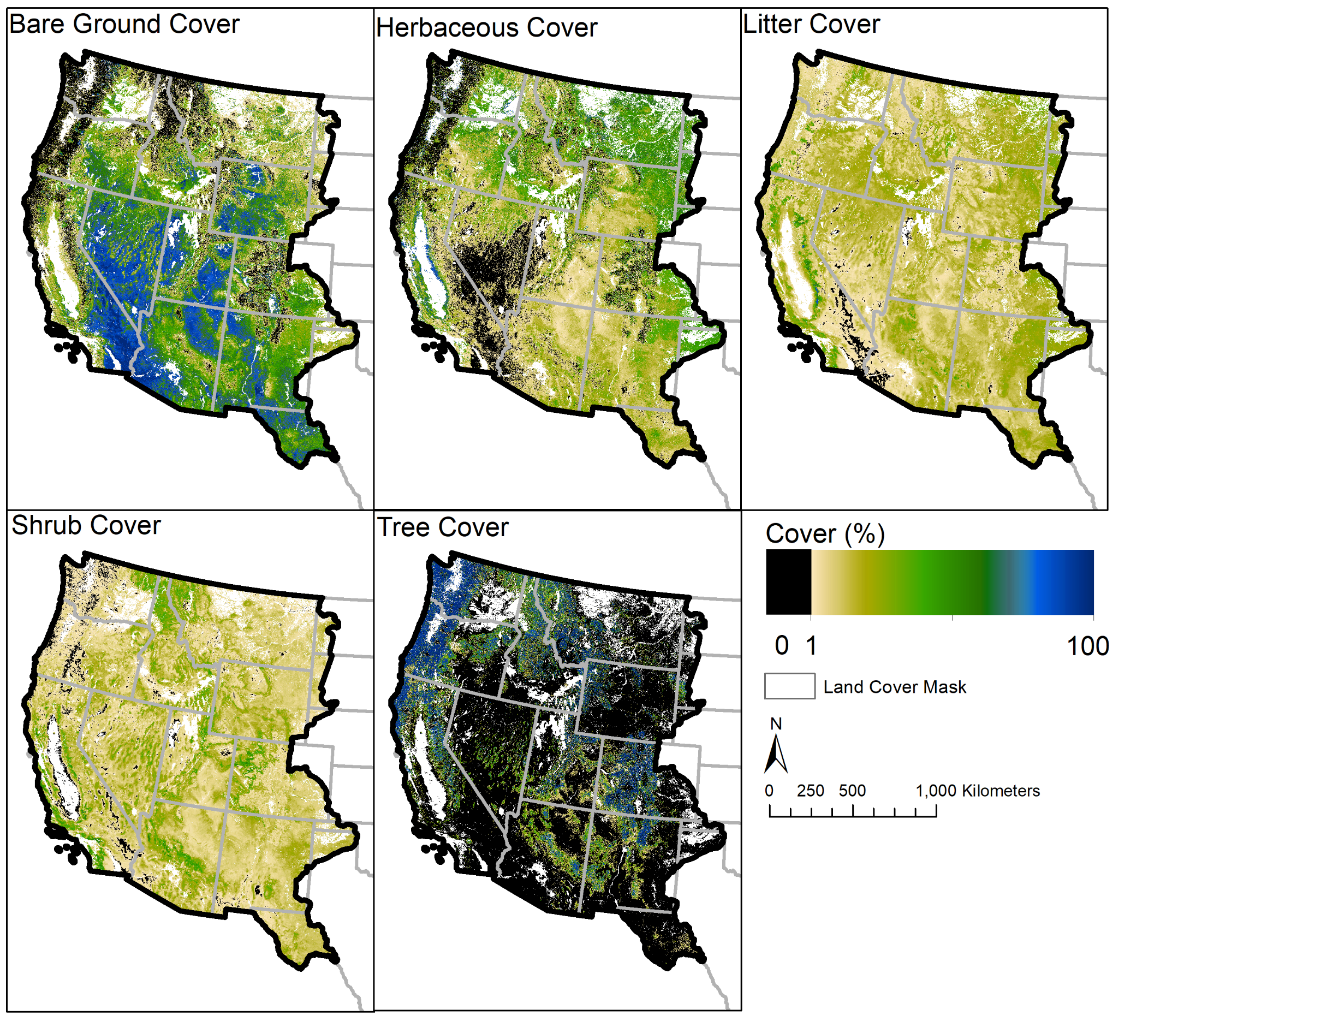 Bare Ground Cover
Herbaceous Cover
Litter Cover
Shrub Cover
Tree Cover
Cover (%)
0 1 100
Land Cover Mask
N
0 250 500 1,000 Kilometers